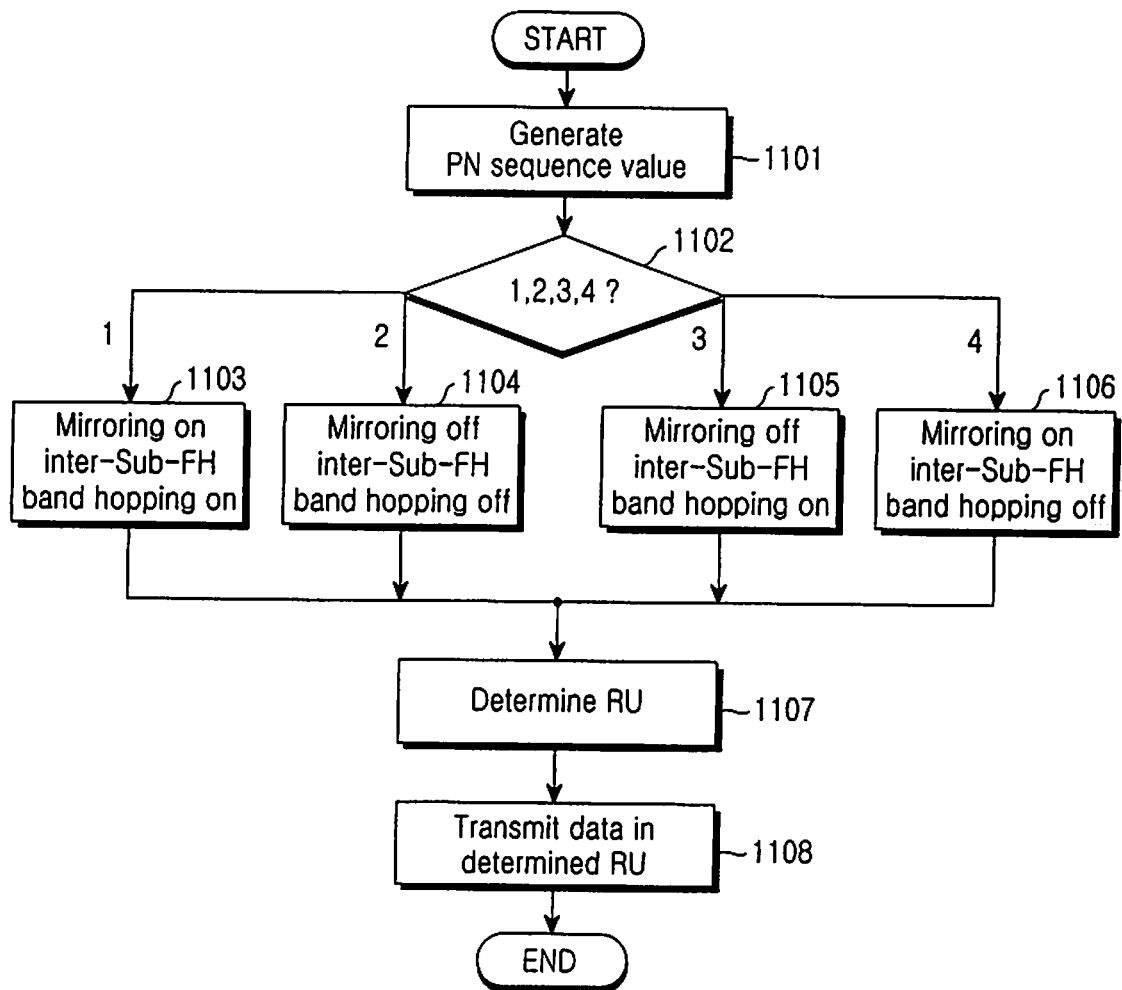 START
Generate
PN sequence value
1101
1102
1,2,3,4 ?
1
2
3
4
1103
1104
1105
1106
Mirroring on
inter-Sub-FH
band hopping on
Mirroring off
inter-Sub-FH
band hopping off
Mirroring off
inter-Sub-FH
band hopping on
Mirroring on
inter-Sub-FH
band hopping off
Determine RU
1107
Transmit data in
determined RU
1108
END